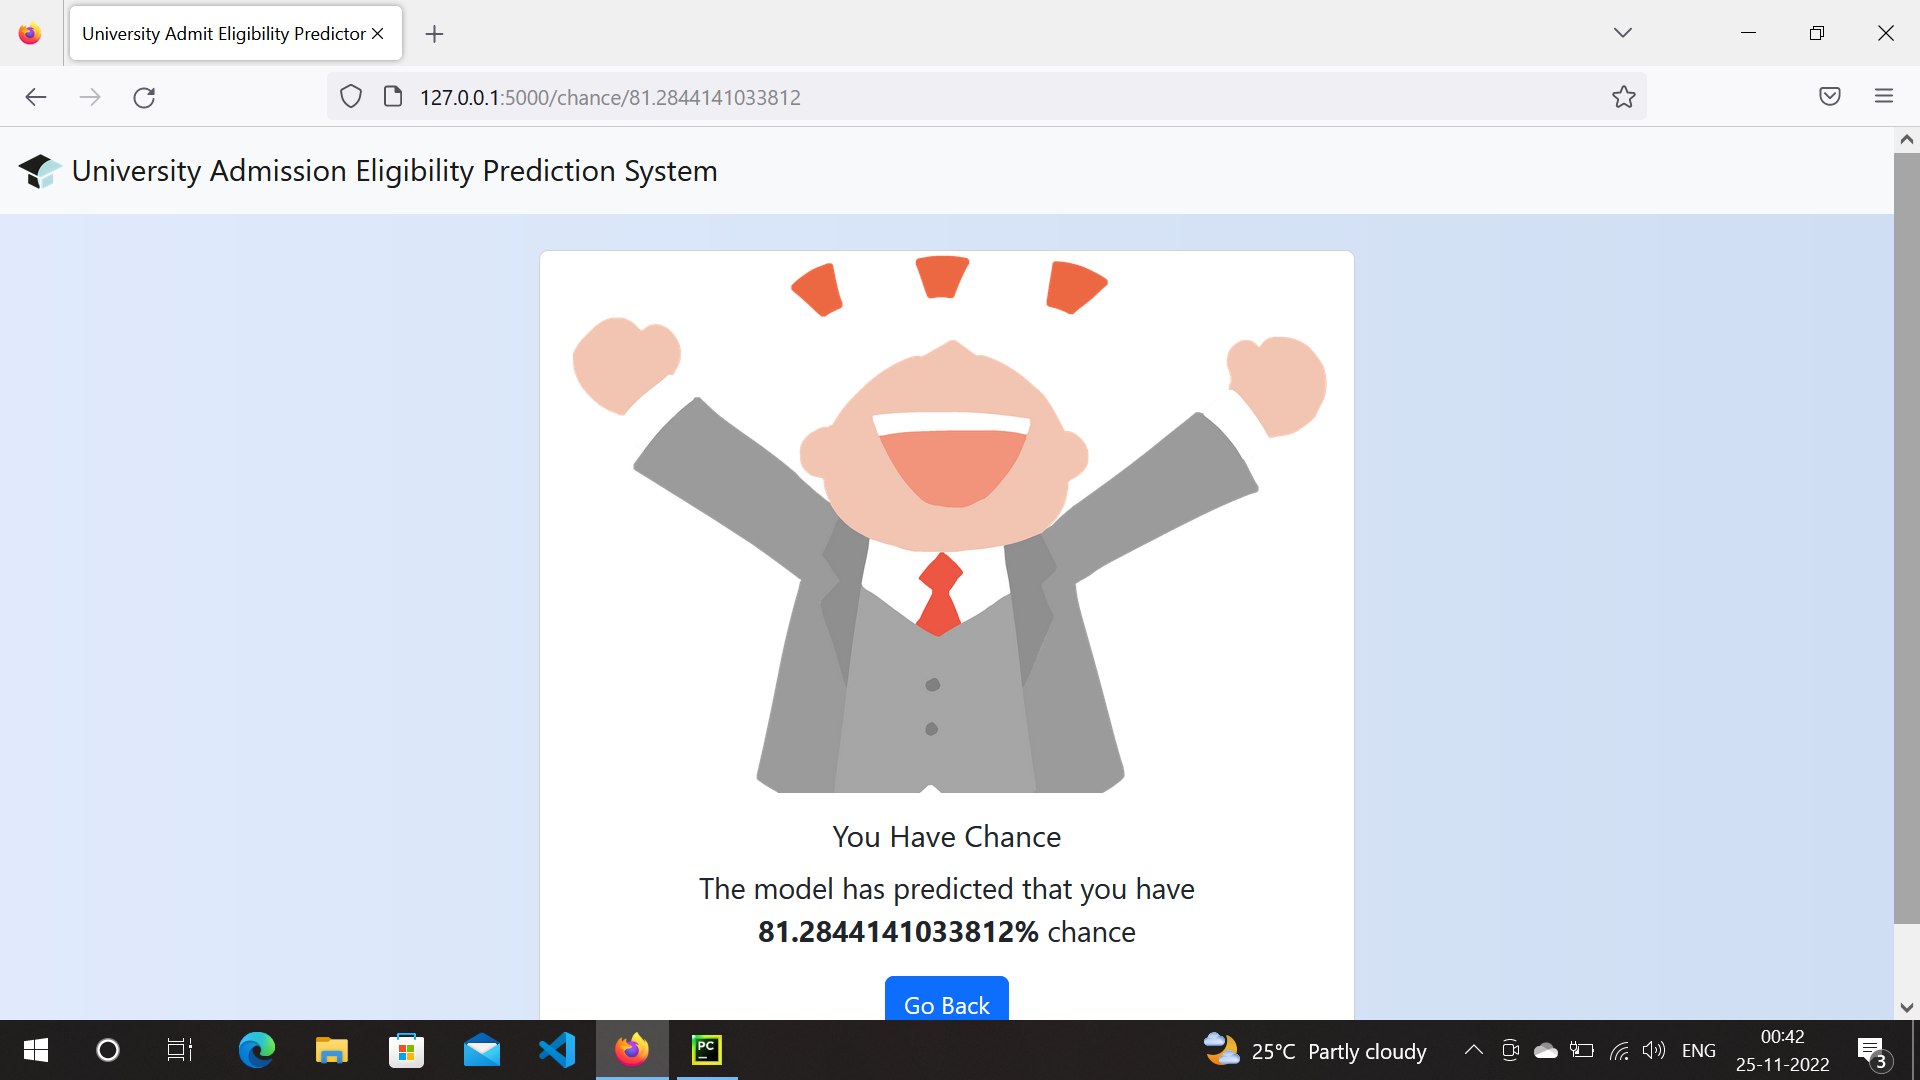 University Admit Eligibility Predictor
127.0.0.1:5000/chance/81.2844141033812
University Admission Eligibility Prediction System
You Have Chance
The model has predicted that you have
81.2844141033812% chance
Go Back
PC
25°C Partly cloudy
ENG
00:42
25-11-2022
3